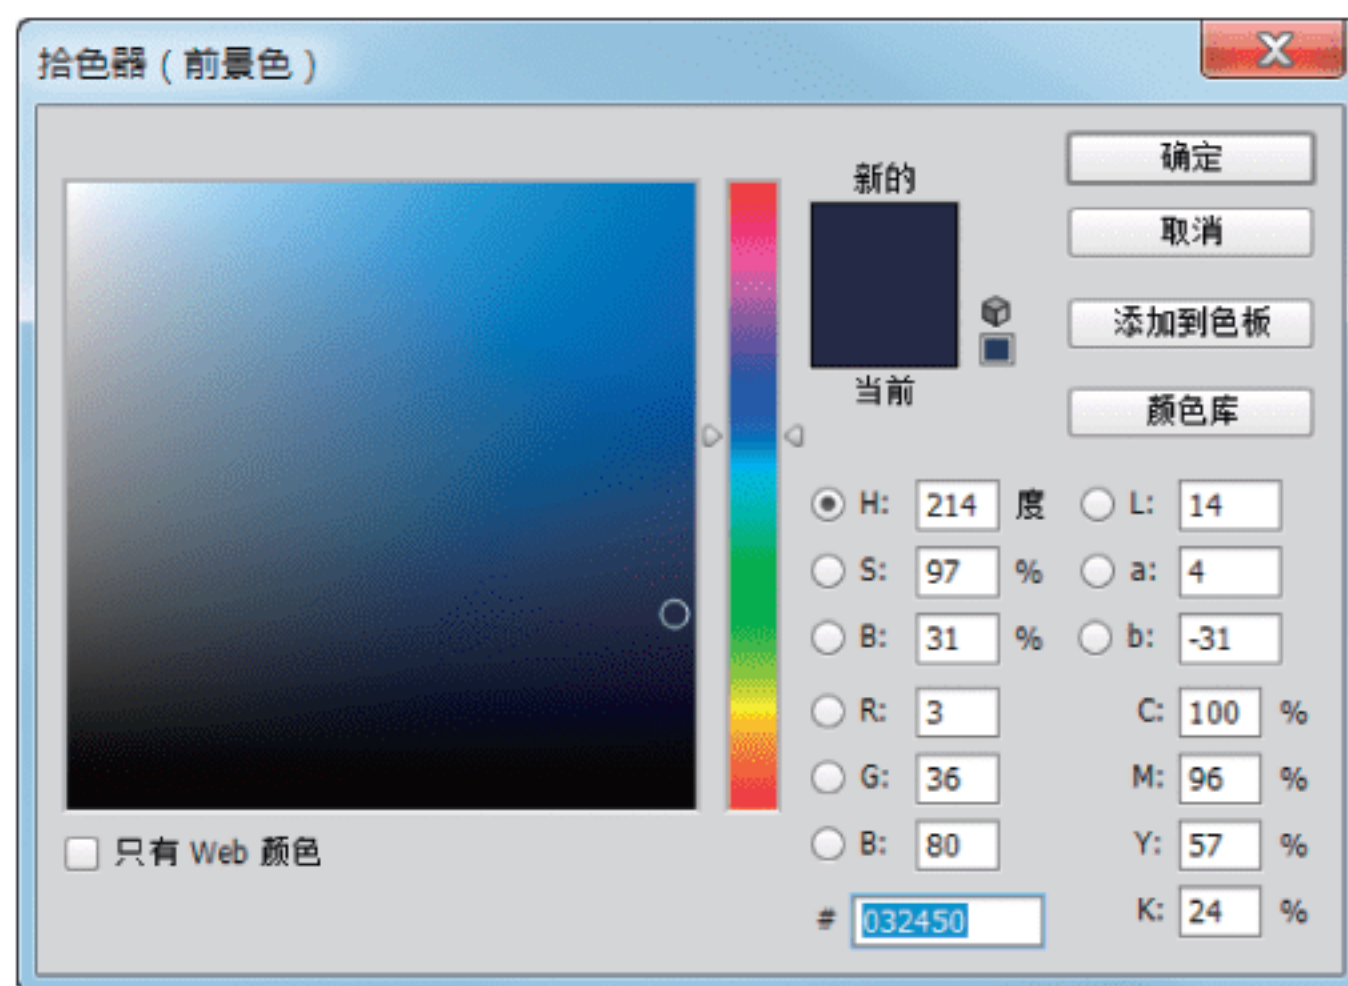 拾色器（前景色）
新的
当前
确定
取消
添加到色板
颜色库
H: 214 度
S: 97 %
B: 31 %
R: 3
G: 36
B: 80
# 032450
L: 14
a: 4
b: -31
C: 100 %
M: 96 %
Y: 57 %
K: 24 %
只有 Web 颜色